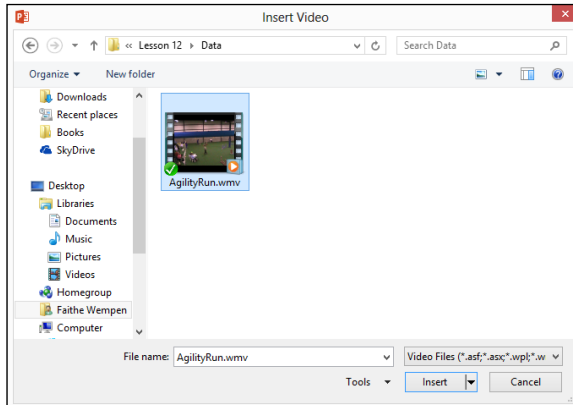 Insert Video
« Lesson 12 Data
Search Data
Organize
New folder
Downloads
Recent places
Books
SkyDrive
Desktop
Libraries
Documents
Music
Pictures
Videos
Homegroup
Faithe Wempen
Computer
AgilityRun.wmv
File name: AgilityRun.wmv
Video Files (*.asf;*.asx;*.wpl;*.w
Tools Insert Cancel